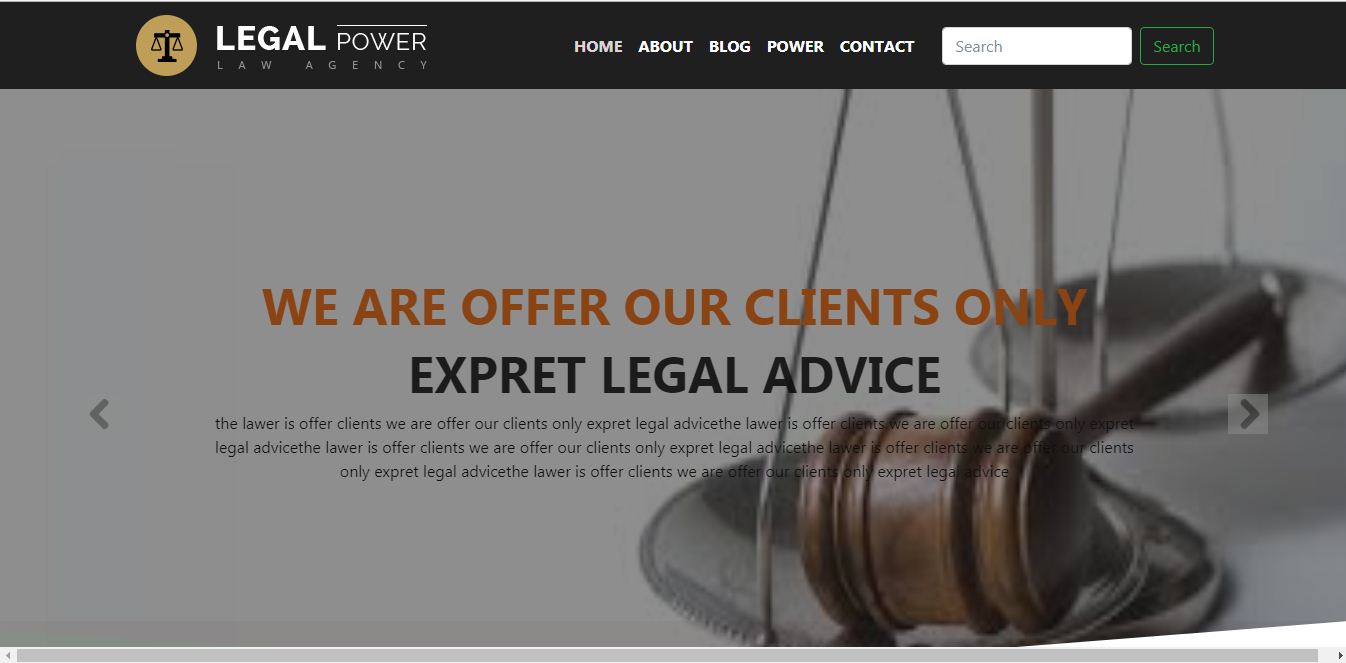 LEGAL POWER
LAW AGENCY
HOME ABOUT BLOG POWER CONTACT Search Search
WE ARE OFFER OUR CLIENTS ONLY
EXPRET LEGAL ADVICE
the lawer is offer clients we are offer our clients only expret legal advicethe lawer is offer clients we are offer our clients only expret
legal advicethe lawer is offer clients we are offer our clients only expret legal advicethe lawer is offer clients we are offer our clients
only expret legal advicethe lawer is offer clients we are offer our clients only expret legal advice